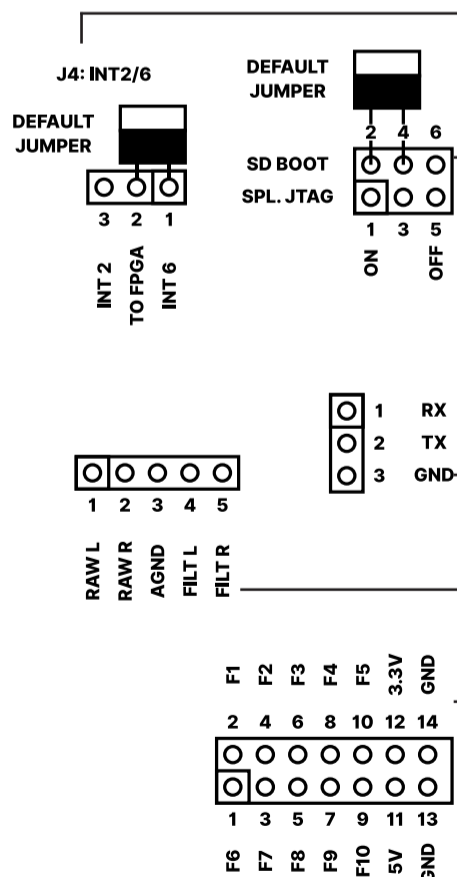 J4: INT2/6
DEFAULT
JUMPER
3 2 1
INT 2
TO FPGA
INT 6
DEFAULT
JUMPER
2 4 6
SD BOOT
SPL. JTAG
1 3 5
ON
OFF
1 RX
2 TX
3 GND
1 2 3 4 5
RAW L
RAW R
AGND
FILT L
FILT R
F1
F2
F3
F4
F5
3.3V
GND
2 4 6 8 10 12 14
1 3 5 7 9 11 13
F6
F7
F8
F9
F10
5V
GND